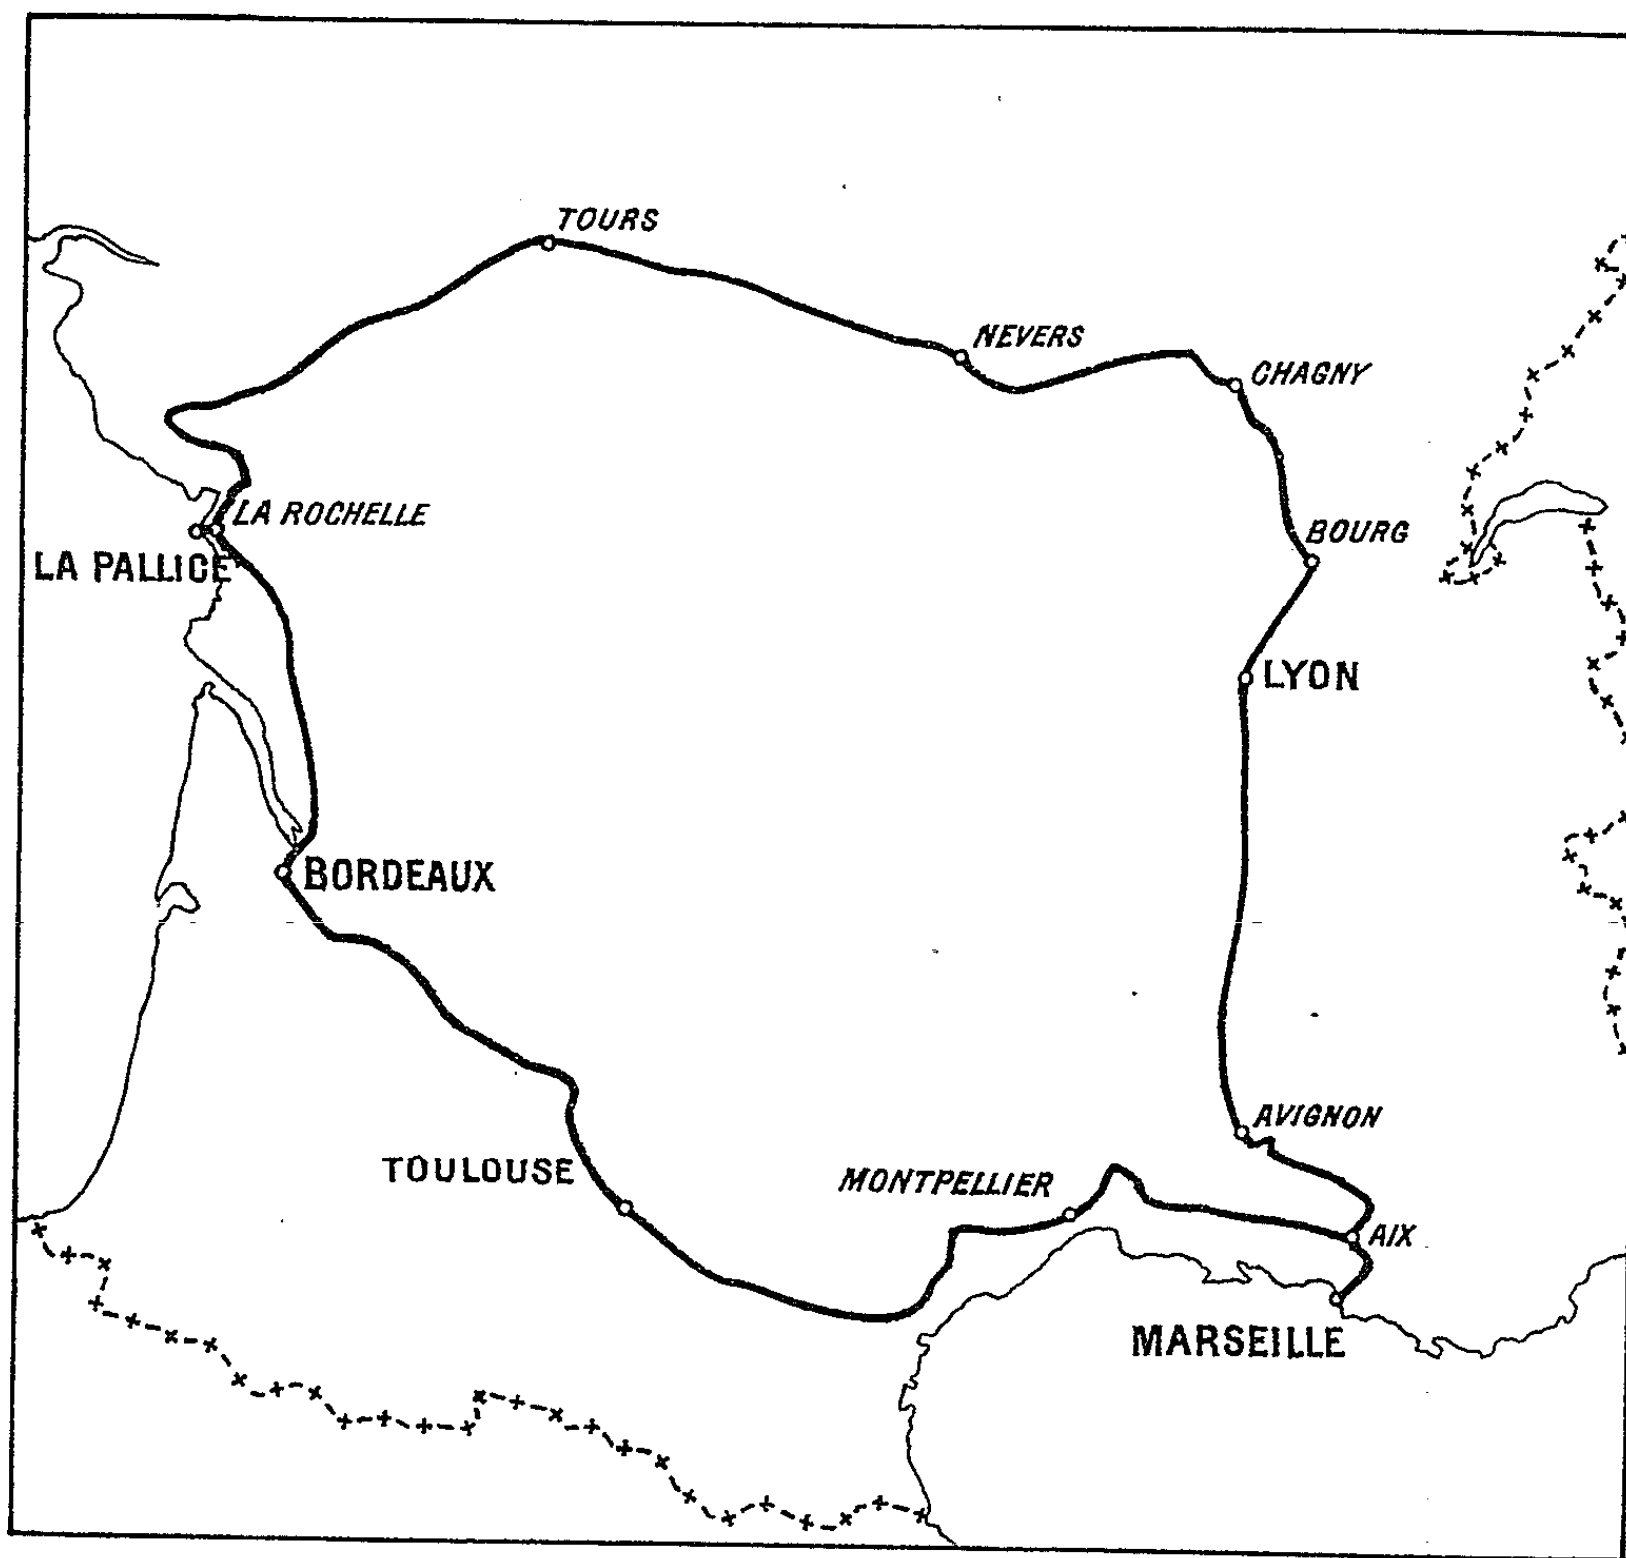 TOURS
NEVERS
CHAGNY
LA ROCHELLE
BOURG
LA PALLICE
LYON
BORDEAUX
AVIGNON
TOULOUSE
MONTPELLIER
AIX
MARSEILLE